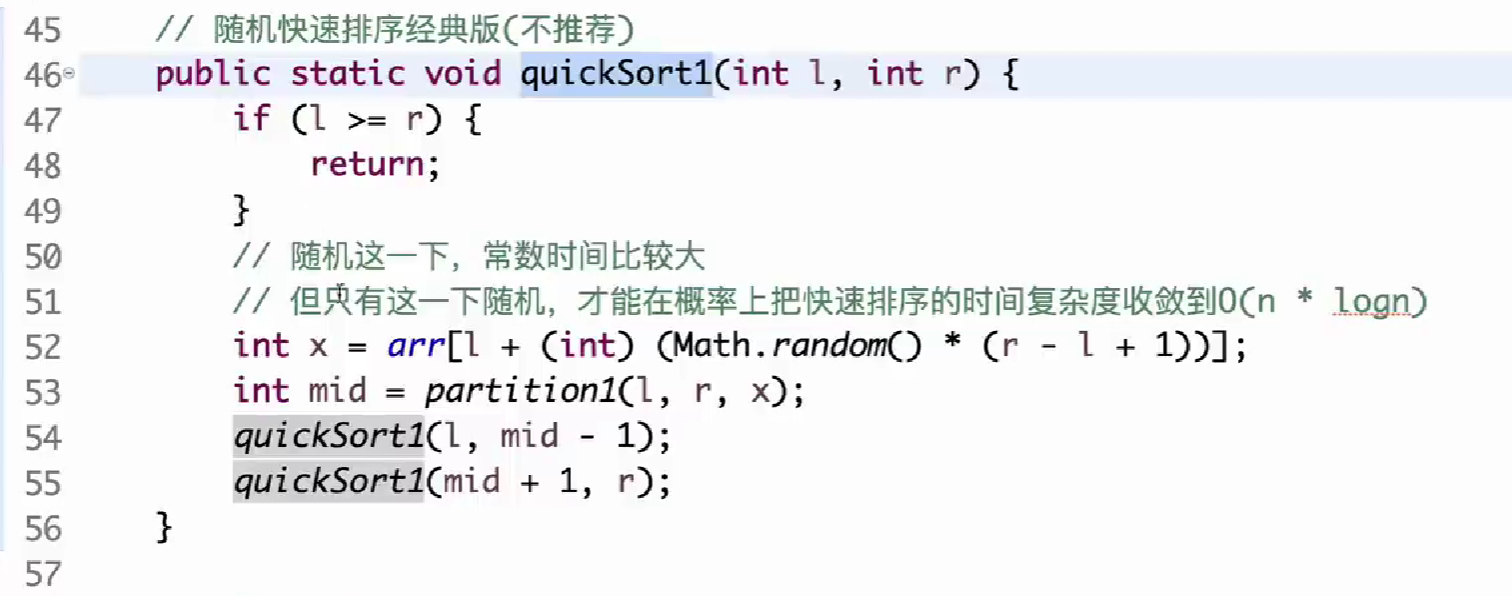 45 // 随机快速排序经典版(不推荐)
46 public static void quickSort1(int l, int r) {
47 if (l >= r) {
48 return;
49 }
50 // 随机这一下，常数时间比较大
51 // 但只有这一下随机，才能在概率上把快速排序的时间复杂度收敛到O(n * logn)
52 int x = arr[l + (int) (Math.random() * (r - l + 1))];
53 int mid = partition1(l, r, x);
54 quickSort1(l, mid - 1);
55 quickSort1(mid + 1, r);
56 }
57